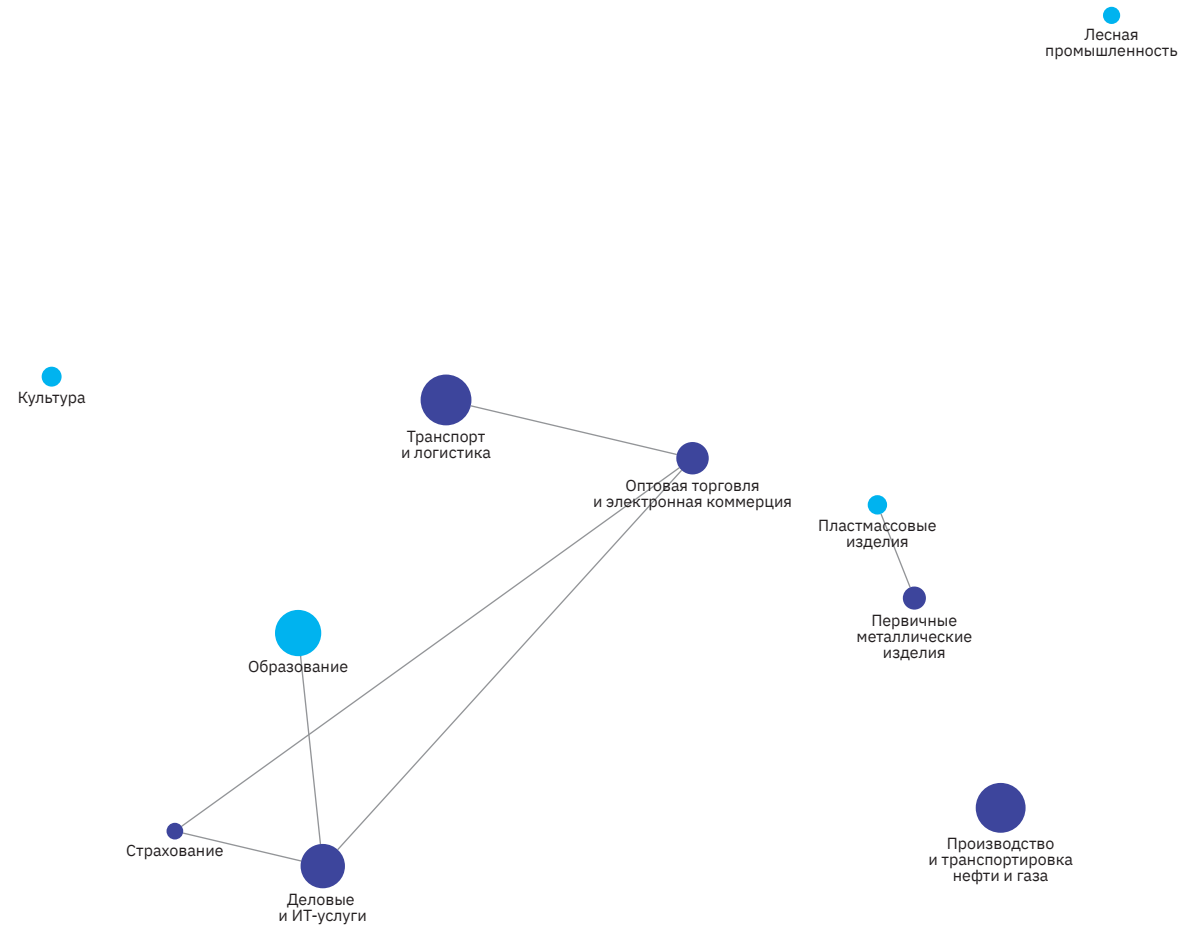 Лесная
промышленность
Культура
Транспорт
и логистика
Оптовая торговля
и электронная коммерция
Пластмассовые
изделия
Первичные
металлические
изделия
Образование
Страхование
Деловые
и ИТ-услуги
Производство
и транспортировка
нефти и газа